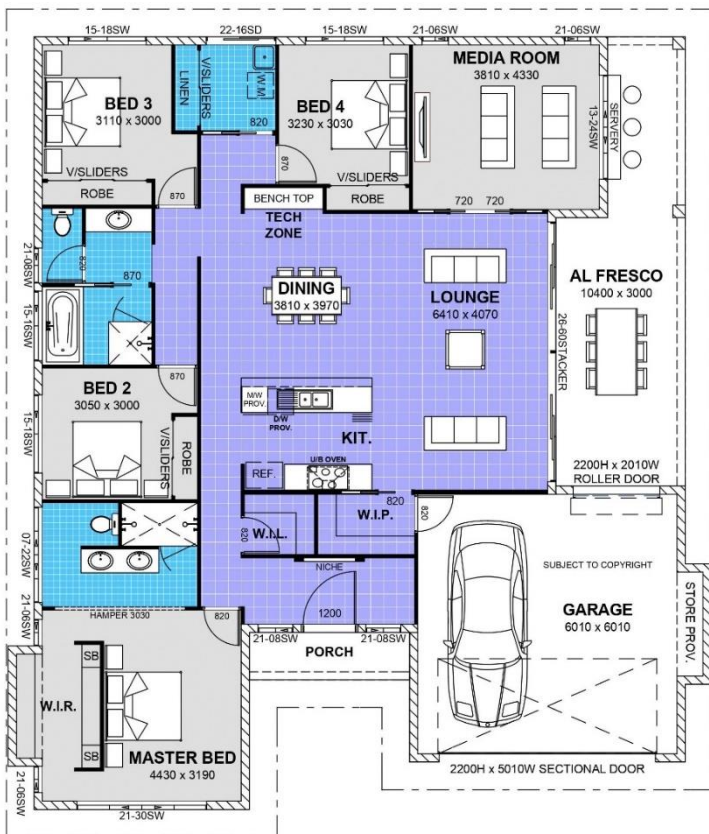 15-18SW
22-16SD
15-18SW
21-06SW
21-06SW
MEDIA ROOM
3810 x 4330
LINEN
V/SLIDERS
W.M
820
BED 3
3110 x 3000
BED 4
3230 x 3030
13-24SW
SERVERY
V/SLIDERS
ROBE
870
870
V/SLIDERS
ROBE
BENCH TOP
TECH
ZONE
720
720
21-08SW
820
870
DINING
3810 x 3970
LOUNGE
6410 x 4070
AL FRESCO
10400 x 3000
15-16SW
26-60STACKER
BED 2
3050 x 3000
870
15-18SW
V/SLIDERS
ROBE
M/W
PROV.
D/W
PROV.
KIT.
U/B OVEN
REF.
2200H x 2010W
ROLLER DOOR
820
W.I.P.
820
W.I.L.
820
07-22SW
NICHE
SUBJECT TO COPYRIGHT
GARAGE
6010 x 6010
STORE PROV.
21-06SW
HAMPER 3030
820
1200
21-08SW
21-08SW
PORCH
SB
W.I.R.
SB
MASTER BED
4430 x 3190
2200H x 5010W SECTIONAL DOOR
21-06SW
21-30SW